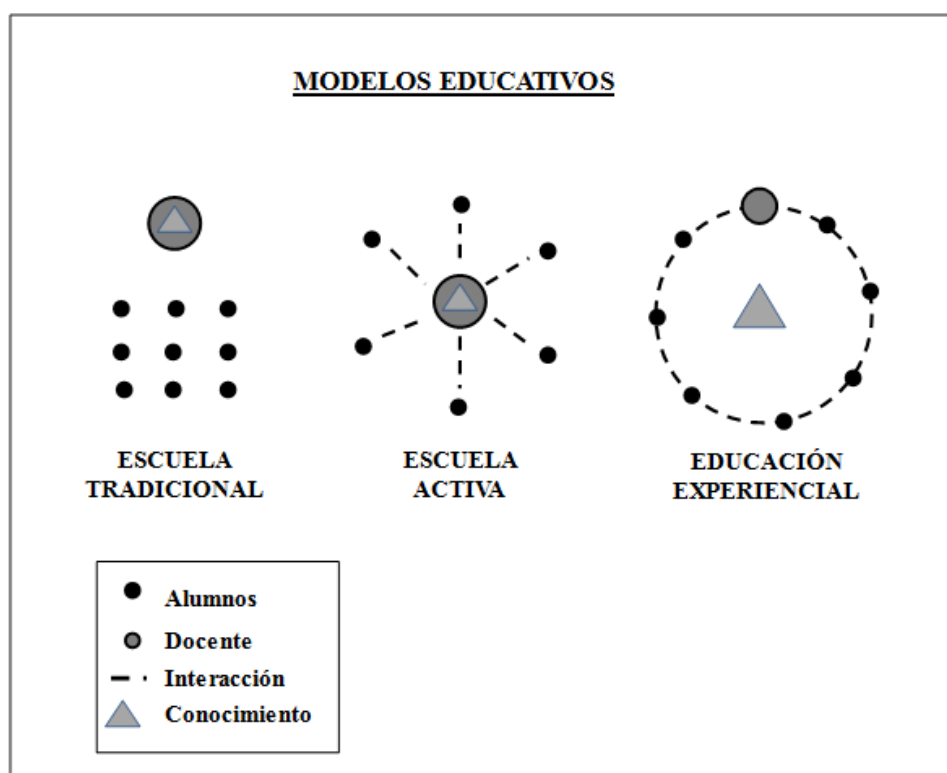 MODELOS EDUCATIVOS
ESCUELA
TRADICIONAL
ESCUELA
ACTIVA
EDUCACIÓN
EXPERIENCIAL
Alumnos
Docente
Interacción
Conocimiento